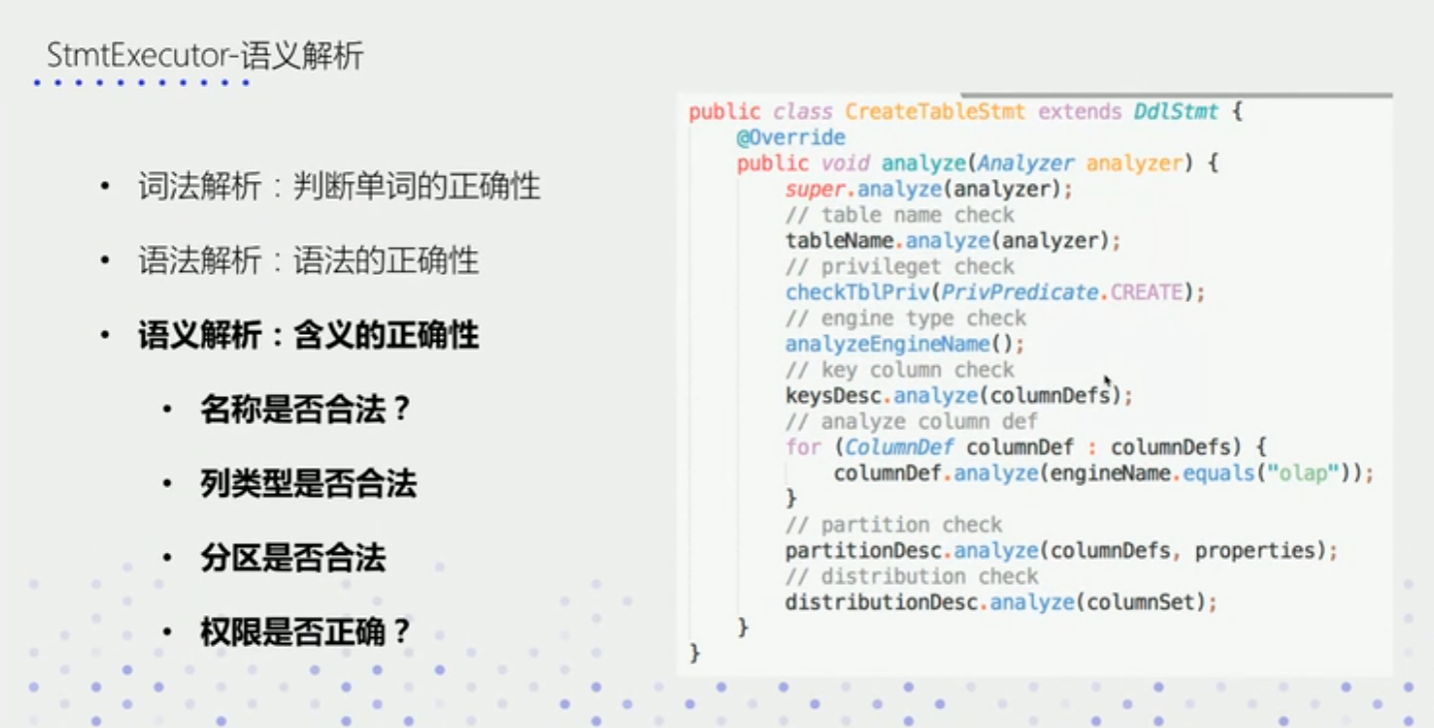 StmtExecutor-语义解析
• 词法解析：判断单词的正确性
• 语法解析：语法的正确性
• 语义解析：含义的正确性
• 名称是否合法？
• 列类型是否合法
• 分区是否合法
• 权限是否正确？
public class CreateTableStmt extends DdlStmt {
@Override
public void analyze(Analyzer analyzer) {
super.analyze(analyzer);
// table name check
tableName.analyze(analyzer);
// privileget check
checkTblPriv(PrivPredicate.CREATE);
// engine type check
analyzeEngineName();
// key column check
keysDesc.analyze(columnDefs);
// analyze column def
for (ColumnDef columnDef : columnDefs) {
columnDef.analyze(engineName.equals("olap"));
}
// partition check
partitionDesc.analyze(columnDefs, properties);
// distribution check
distributionDesc.analyze(columnSet);
}
}